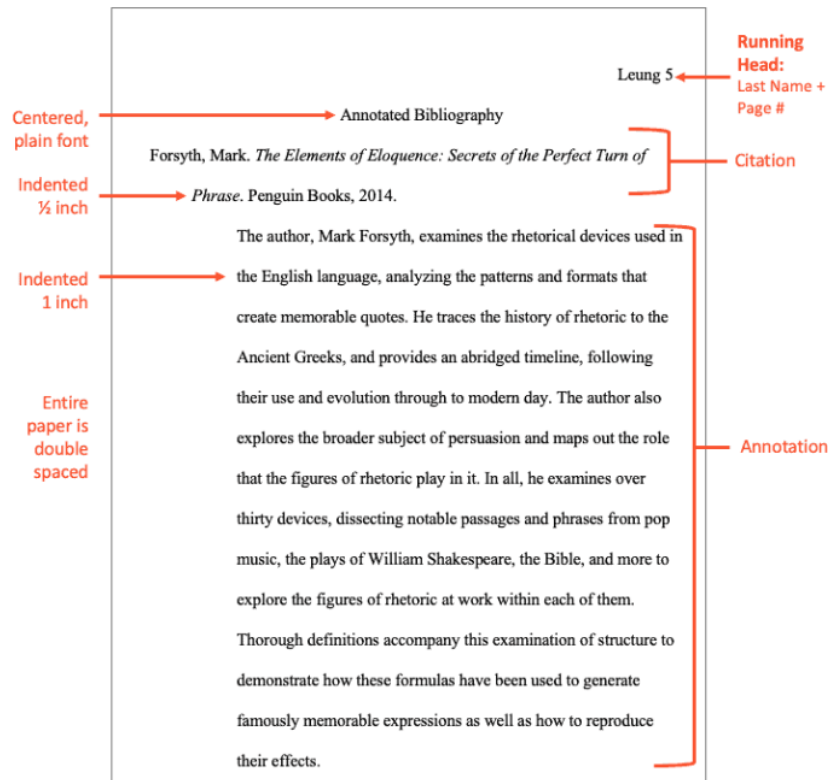 Running
Head:
Last Name +
Page #
Leung 5
Centered,
plain font
Annotated Bibliography
Forsyth, Mark. The Elements of Eloquence: Secrets of the Perfect Turn of
Phrase. Penguin Books, 2014.
Citation
Indented
½ inch
The author, Mark Forsyth, examines the rhetorical devices used in
the English language, analyzing the patterns and formats that
create memorable quotes. He traces the history of rhetoric to the
Ancient Greeks, and provides an abridged timeline, following
their use and evolution through to modern day. The author also
explores the broader subject of persuasion and maps out the role
that the figures of rhetoric play in it. In all, he examines over
thirty devices, dissecting notable passages and phrases from pop
music, the plays of William Shakespeare, the Bible, and more to
explore the figures of rhetoric at work within each of them.
Thorough definitions accompany this examination of structure to
demonstrate how these formulas have been used to generate
famously memorable expressions as well as how to reproduce
their effects.
Indented
1 inch
Entire
paper is
double
spaced
Annotation